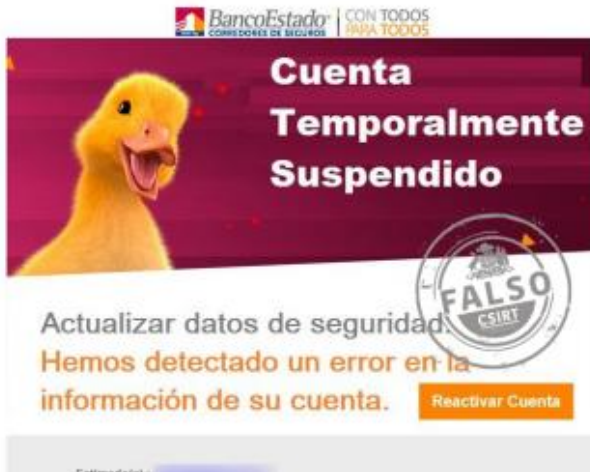 BancoEstado
CORREDORES DE SEGUROS
CON TODOS
PARA TODOS
Cuenta
Temporalmente
Suspendido
FALSO
CSIRT
Actualizar datos de seguridad.
Hemos detectado un error en la
información de su cuenta.
Reactivar Cuenta